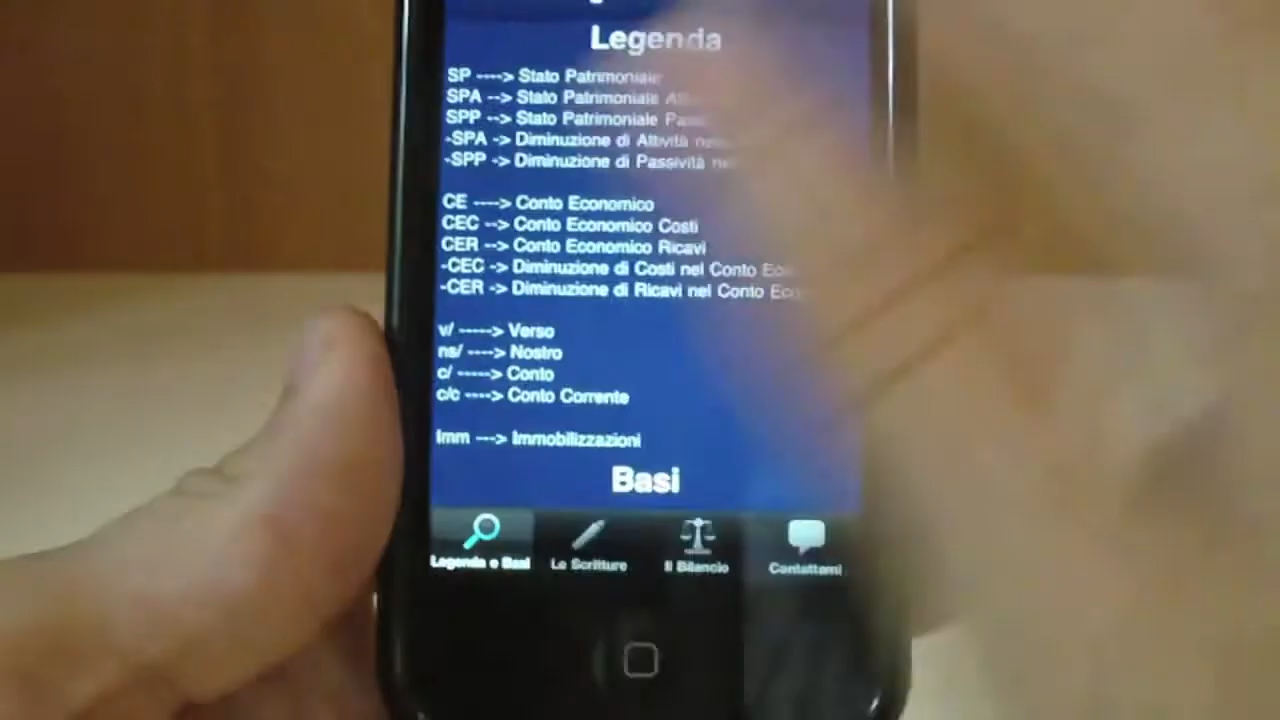 Legenda
SP ----> Stato Patrimoniale
SPA --> Stato Patrimoniale
SPP --> Stato Patrimoniale
-SPA -> Diminuzione di Attività
-SPP -> Diminuzione di Passività
CE ----> Conto Economico
CEC --> Conto Economico Costi
CER --> Conto Economico Ricavi
-CEC -> Diminuzione di Costi nel Conto
-CER -> Diminuzione di Ricavi nel Conto
v/ -----> Verso
ns/ ----> Nostro
c/ -----> Conto
c/c ----> Conto Corrente
Imm ---> Immobilizzazioni
Basi
Legenda e Basi
Le Scritture
Il Bilancio
Contattami